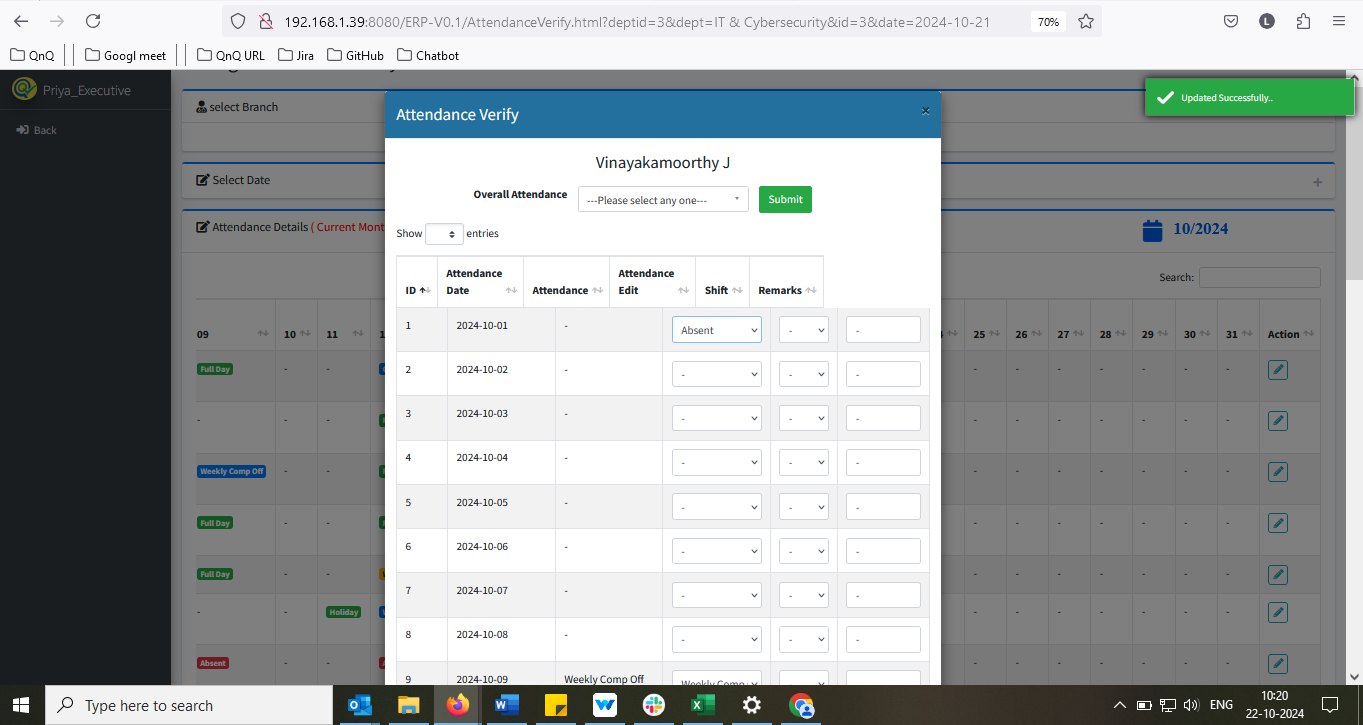 192.168.1.39:8080/ERP-V0.1/AttendanceVerify.html?deptid=3&dept=IT & Cybersecurity&id=3&date=2024-10-21
70%
L
QnQ
Googl meet
QnQ URL
Jira
GitHub
Chatbot
Priya_Executive
Back
select Branch
Select Date
Attendance Details ( Current Mont
10/2024
Search:
Updated Successfully..
Attendance Verify
×
Vinayakamoorthy J
Overall Attendance
---Please select any one---
Submit
Show
entries
ID
Attendance Date
Attendance
Attendance Edit
Shift
Remarks
1 2024-10-01 - Absent - -
2 2024-10-02 - - - -
3 2024-10-03 - - - -
4 2024-10-04 - - - -
5 2024-10-05 - - - -
6 2024-10-06 - - - -
7 2024-10-07 - - - -
8 2024-10-08 - - - -
9 2024-10-09 Weekly Comp Off Weekly Comp
09 10 11
25 26 27 28 29 30 31 Action
Full Day - - - - - - - - -
- - - - - - - - - -
Weekly Comp Off - - - - - - - - -
Full Day - - - - - - - - -
Full Day - - - - - - - - -
- - Holiday - - - - - - -
Absent - - - - - - - - -
Type here to search
ENG
10:20
22-10-2024